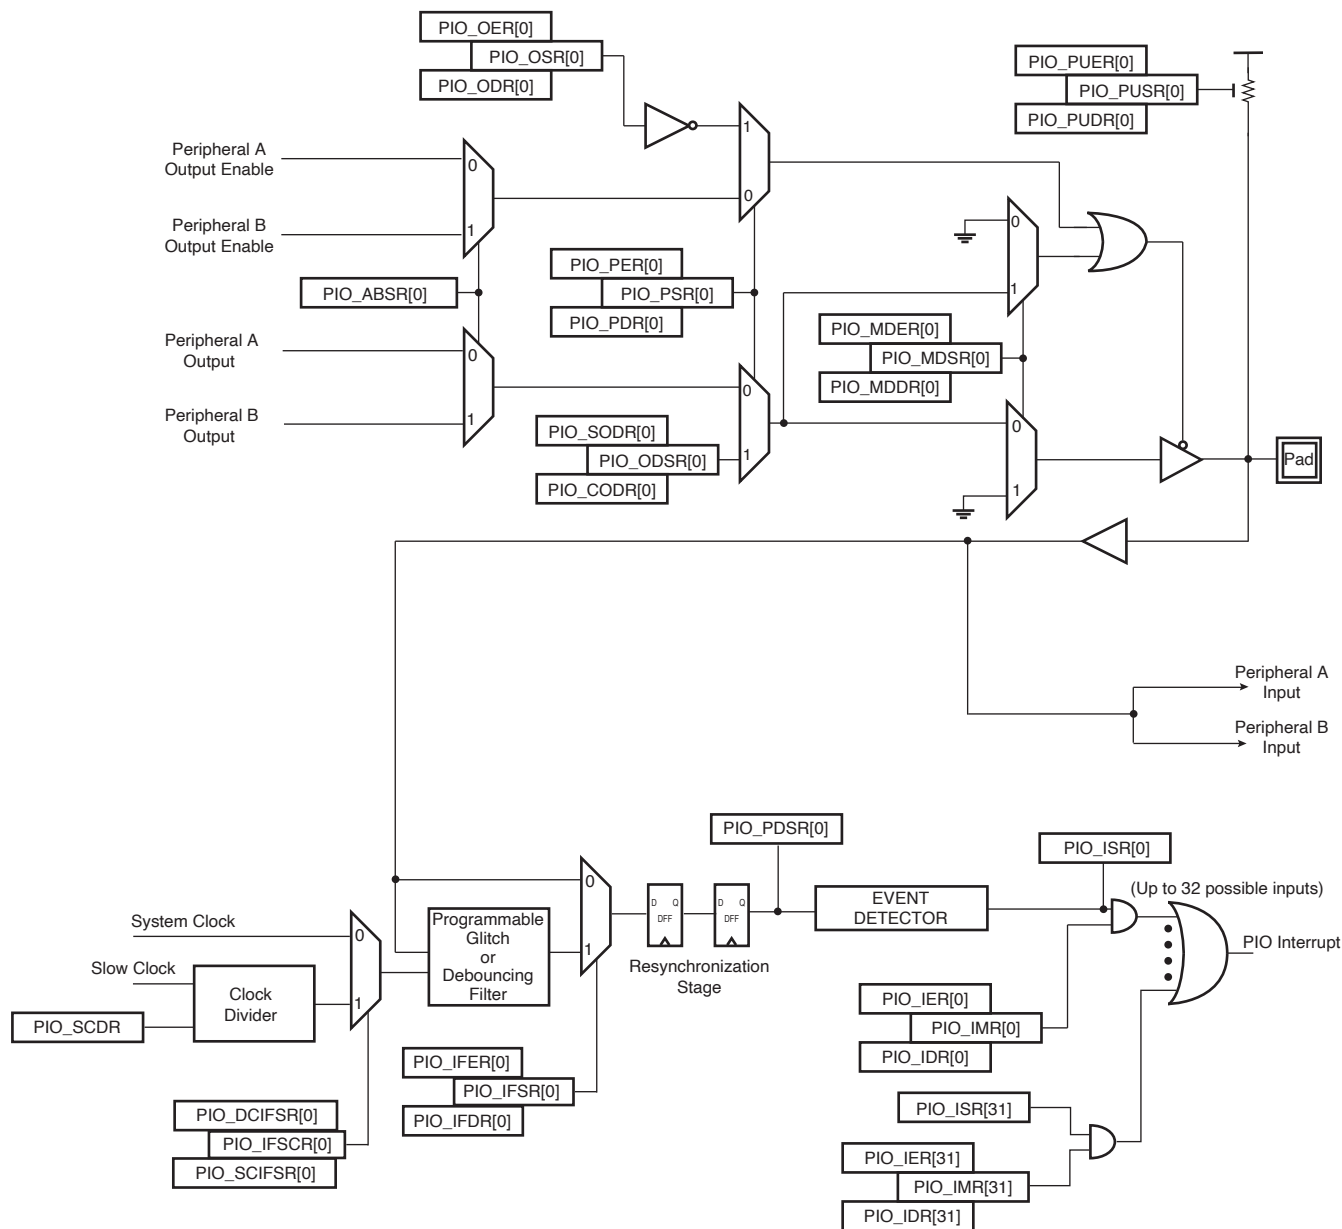 PIO_OER[0]
PIO_OSR[0]
PIO_ODR[0]
PIO_PUER[0]
PIO_PUSR[0]
PIO_PUDR[0]
1
0
Peripheral A
Output Enable
0
Peripheral B
Output Enable
1
PIO_ABSR[0]
PIO_PER[0]
PIO_PSR[0]
PIO_PDR[0]
0
1
PIO_MDER[0]
PIO_MDSR[0]
PIO_MDDR[0]
Peripheral A
Output
0
Peripheral B
Output
1
0
1
PIO_SODR[0]
PIO_ODSR[0]
PIO_CODR[0]
0
1
Pad
Peripheral A
Input
Peripheral B
Input
PIO_PDSR[0]
PIO_ISR[0]
(Up to 32 possible inputs)
0
1
D Q
DFF
D Q
DFF
Resynchronization
Stage
EVENT
DETECTOR
PIO Interrupt
System Clock
Slow Clock
0
1
Clock
Divider
PIO_SCDR
Programmable
Glitch
or
Debouncing
Filter
PIO_IER[0]
PIO_IMR[0]
PIO_IDR[0]
PIO_IFER[0]
PIO_IFSR[0]
PIO_IFDR[0]
PIO_DCIFSR[0]
PIO_IFSCR[0]
PIO_SCIFSR[0]
PIO_ISR[31]
PIO_IER[31]
PIO_IMR[31]
PIO_IDR[31]